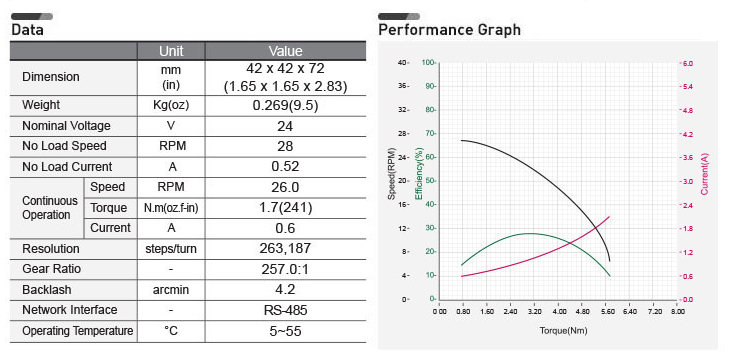 Data
Unit Value
Dimension mm (in) 42 x 42 x 72 (1.65 x 1.65 x 2.83)
Weight Kg(oz) 0.269(9.5)
Nominal Voltage V 24
No Load Speed RPM 28
No Load Current A 0.52
Continuous Operation Speed RPM 26.0
Torque N.m(oz.f-in) 1.7(241)
Current A 0.6
Resolution steps/turn 263,187
Gear Ratio - 257.0:1
Backlash arcmin 4.2
Network Interface - RS-485
Operating Temperature °C 5~55
Performance Graph
Speed(RPM)
40-
36-
32-
28-
24-
20-
16-
12-
8-
4-
0-
Efficiency(%)
100-
90-
80-
70-
60-
50-
40-
30-
20-
10-
0-
-6.0
-5.4
-4.8
-4.2
-3.6
-3.0
-2.4
-1.8
-1.2
-0.6
-0.0
Current(A)
0.00 0.80 1.60 2.40 3.20 4.00 4.80 5.60 6.40 7.20 8.00
Torque(Nm)